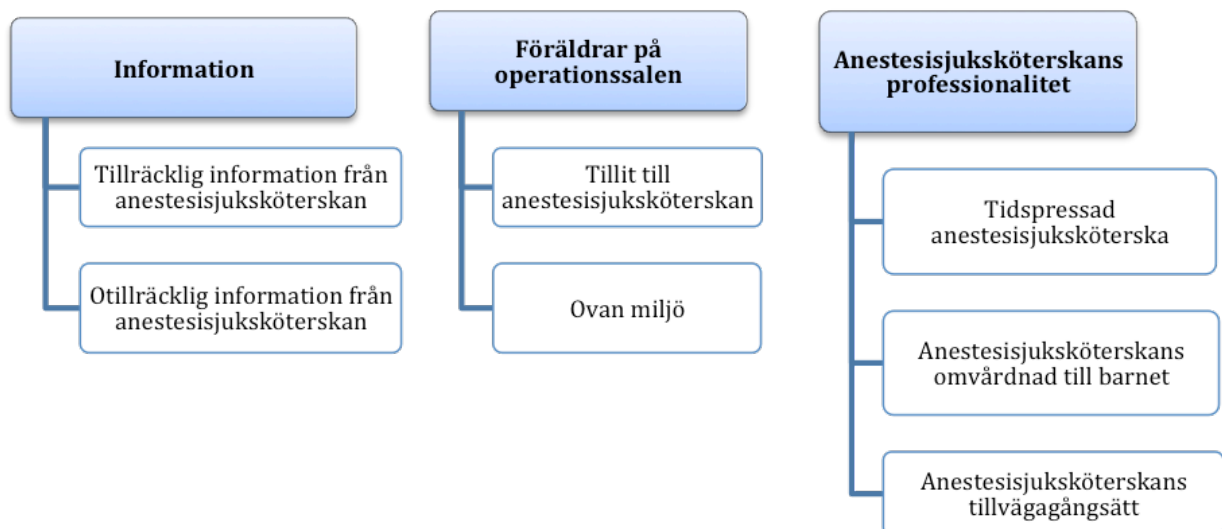 Information
Tillräcklig information från
anestesisjuksköterskan
Otillräcklig information från
anestesisjuksköterskan
Föräldrar på
operationssalen
Tillit till
anestesisjuksköterskan
Ovan miljö
Anestesisjuksköterskans
professionalitet
Tidspressad
anestesisjuksköterska
Anestesisjuksköterskans
omvårdnad till barnet
Anestesisjuksköterskans
tillvägagångsätt